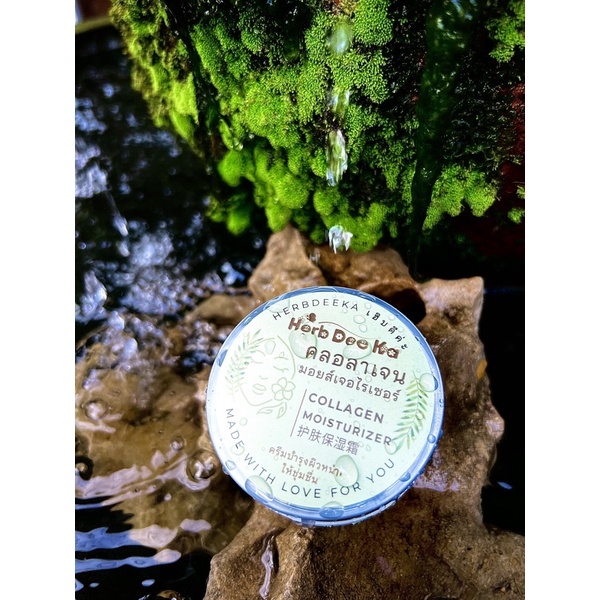 HERBDEEKA เฮิบดีค่ะ
Herb Dee Ka
คลอลาเจน
มอยส์เจอไรเซอร์
COLLAGEN
MOISTURIZER
护肤保湿霜
ครีมบำรุงผิวหน้า
ให้ชุ่มชื่น
MADE WITH LOVE FOR YOU